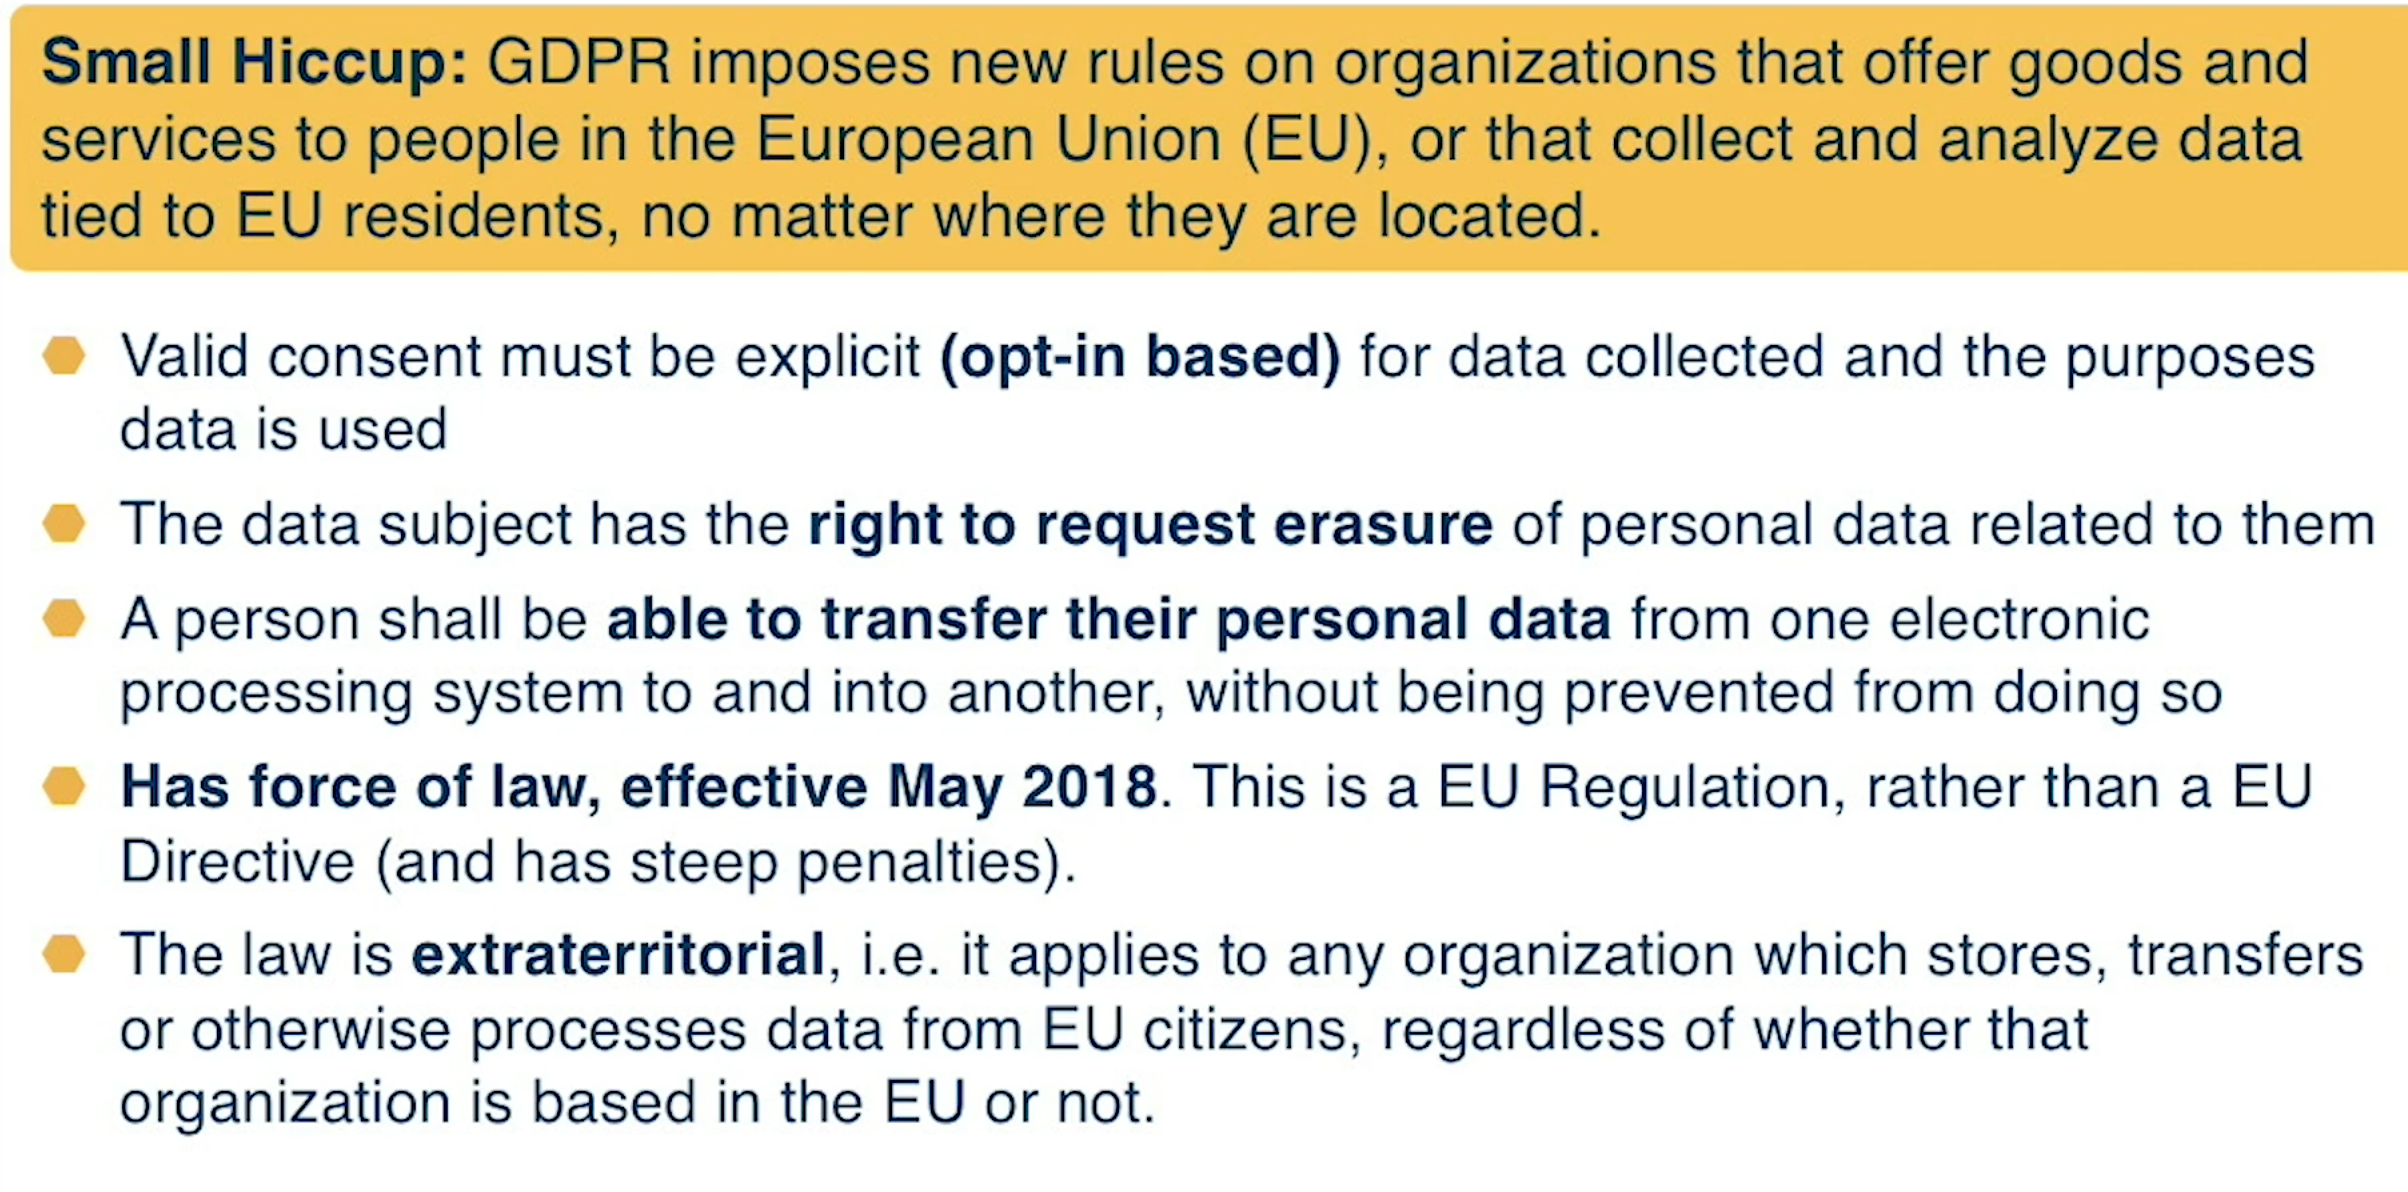 Small Hiccup: GDPR imposes new rules on organizations that offer goods and
services to people in the European Union (EU), or that collect and analyze data
tied to EU residents, no matter where they are located.
Valid consent must be explicit (opt-in based) for data collected and the purposes
data is used
The data subject has the right to request erasure of personal data related to them
A person shall be able to transfer their personal data from one electronic
processing system to and into another, without being prevented from doing so
Has force of law, effective May 2018. This is a EU Regulation, rather than a EU
Directive (and has steep penalties).
The law is extraterritorial, i.e. it applies to any organization which stores, transfers
or otherwise processes data from EU citizens, regardless of whether that
organization is based in the EU or not.